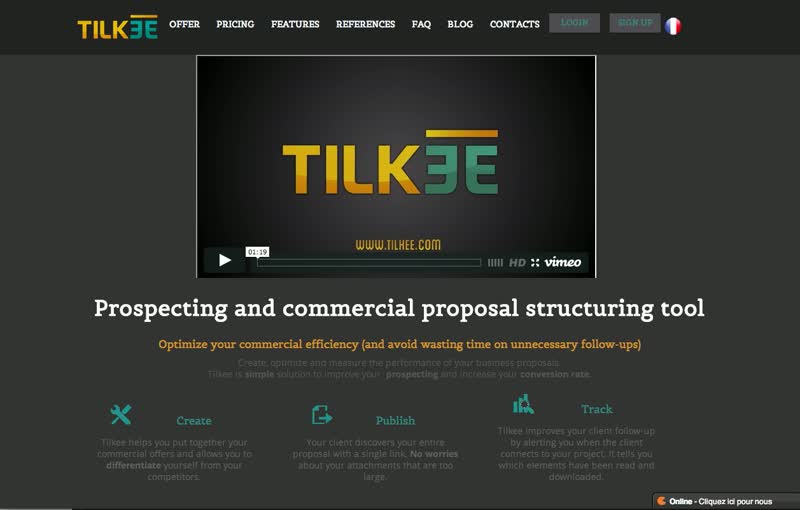 TILKEE OFFER PRICING FEATURES REFERENCES FAQ BLOG CONTACTS LOGIN SIGN UP
TILKEE
WWW.TILKEE.COM
01:19
HD vimeo
Prospecting and commercial proposal structuring tool
Optimize your commercial efficiency (and avoid wasting time on unnecessary follow-ups)
Create, optimize and measure the performance of your business proposals.
Tilkee is simple solution to improve your prospecting and increase your conversion rate.
Create
Tilkee helps you put together your
commercial offers and allows you to
differentiate yourself from your
competitors.
Publish
Your client discovers your entire
proposal with a single link. No worries
about your attachments that are too
large.
Track
Tilkee improves your client follow-up
by alerting you when the client
connects to your project. It tells you
which elements have been read and
downloaded.
Online - Cliquez ici pour nous